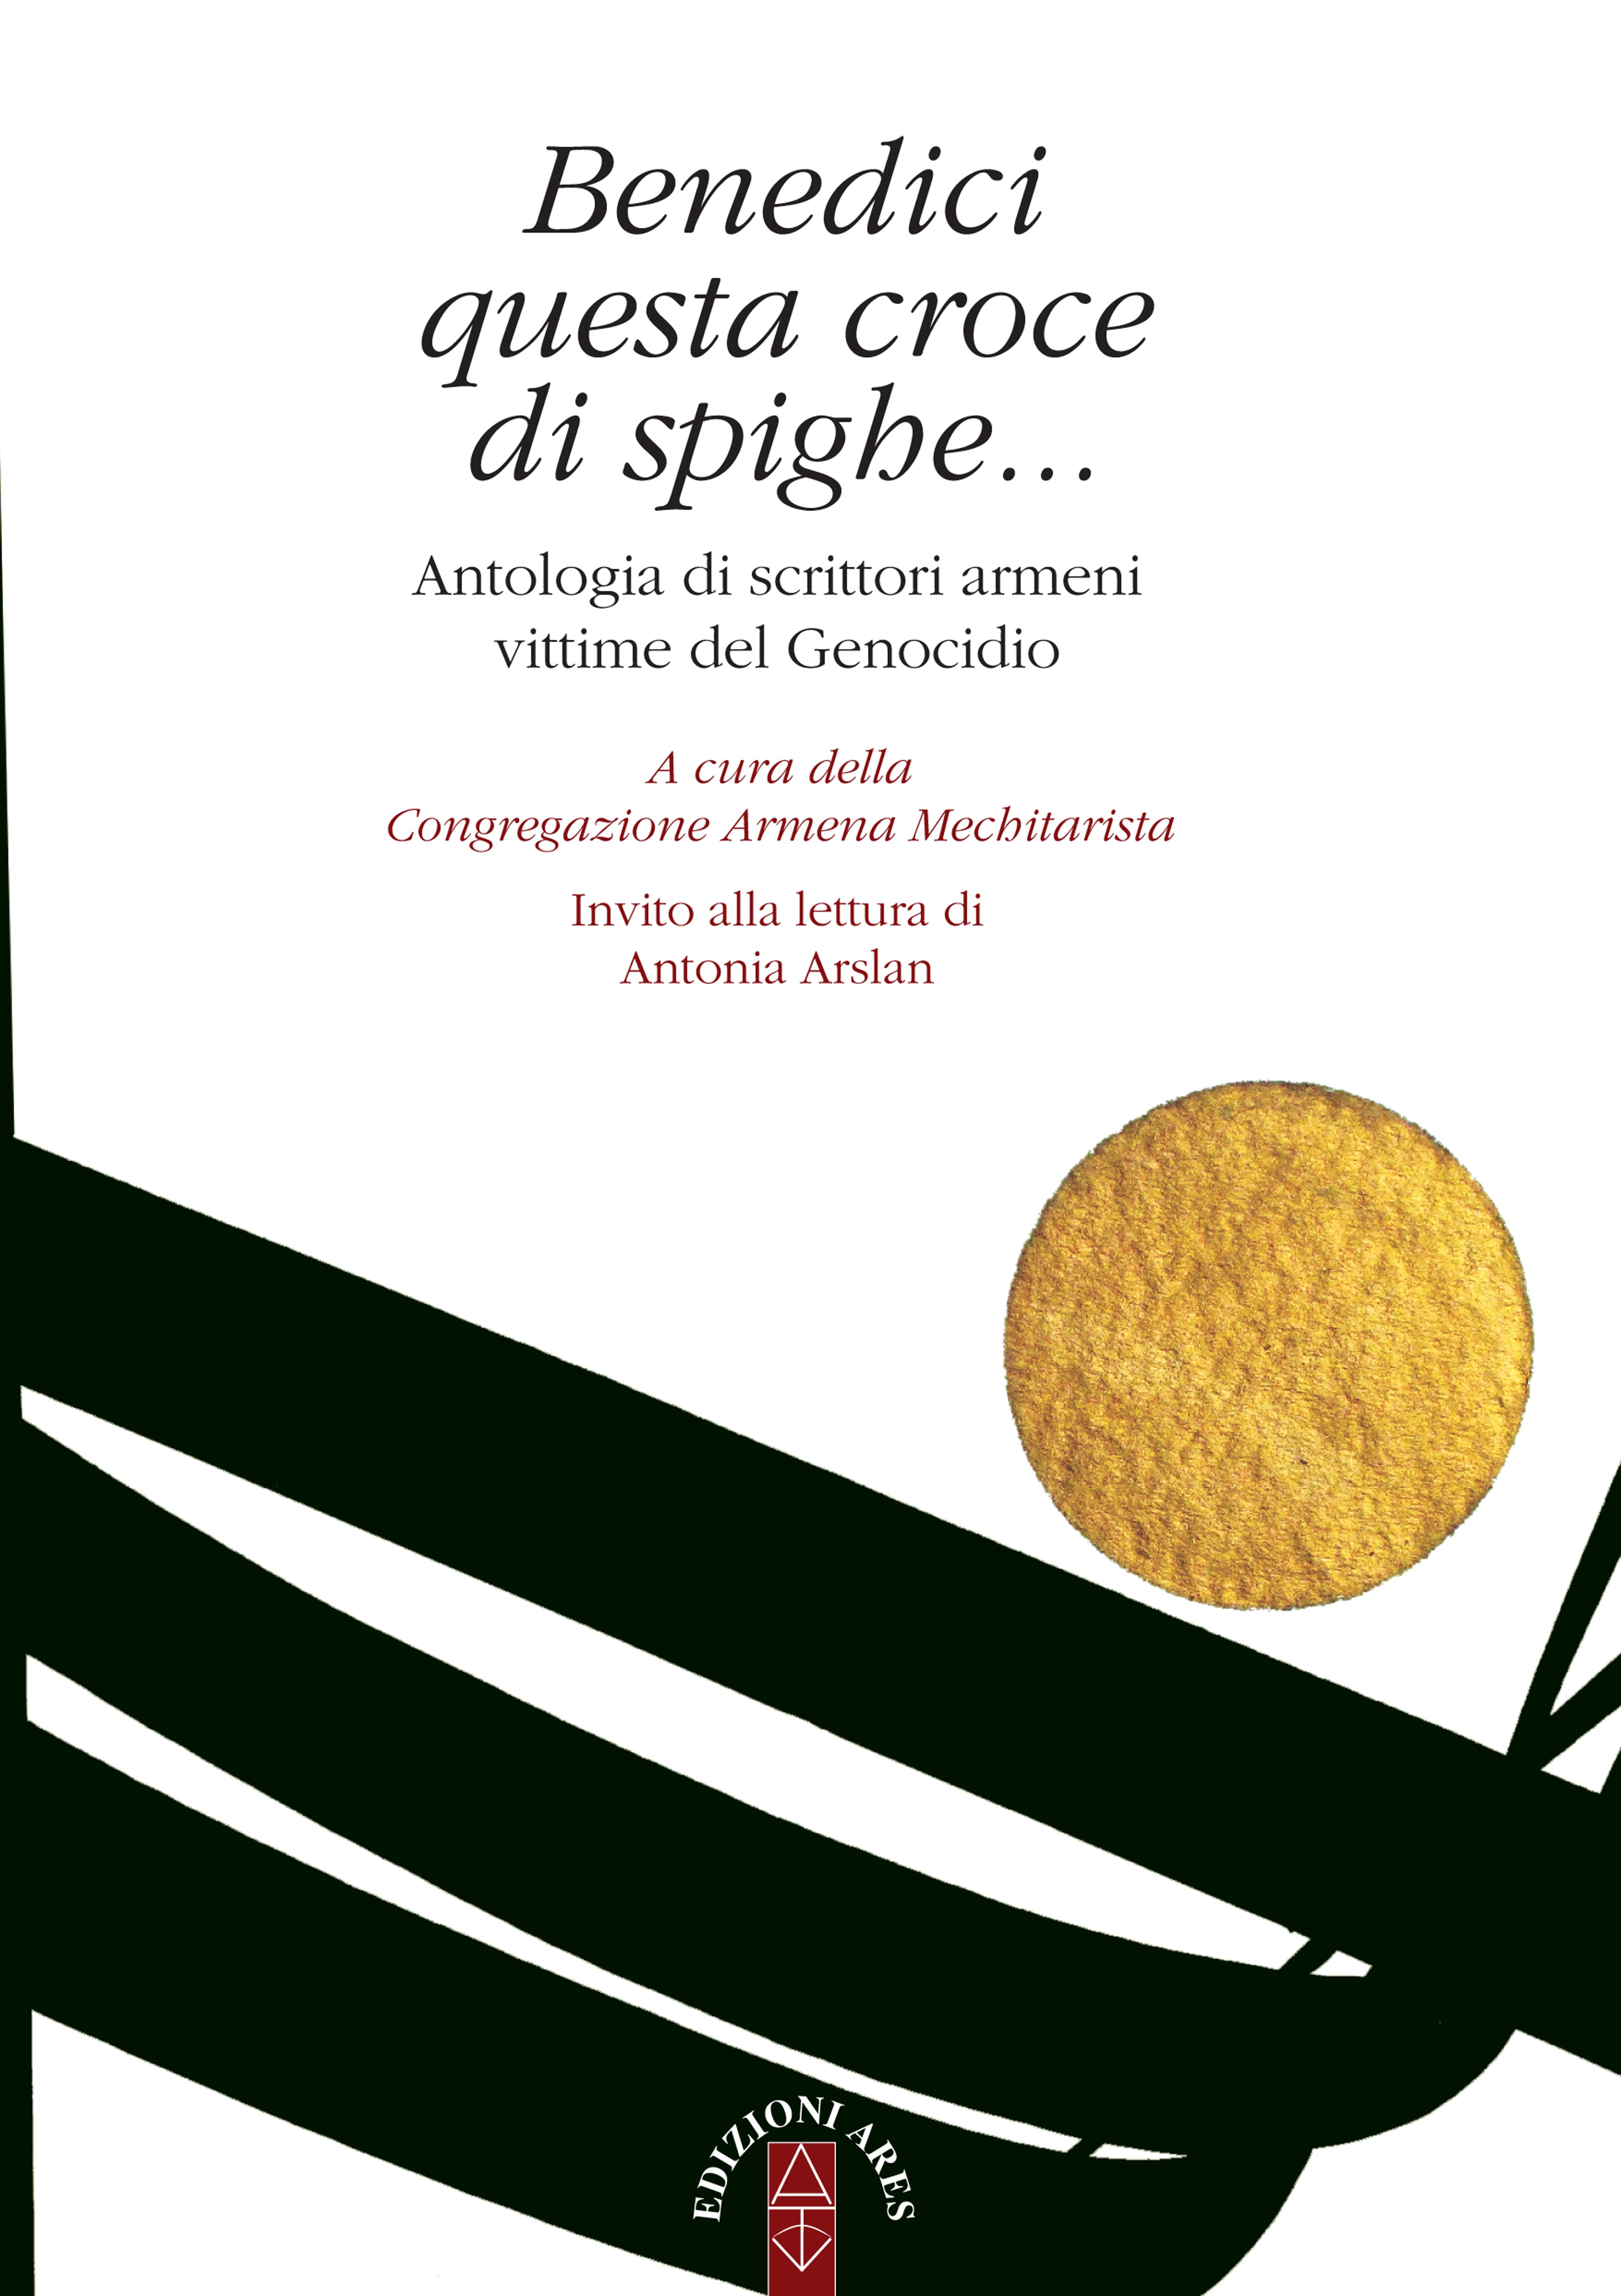 Benedici
questa croce
di spighe...
Antologia di scrittori armeni
vittime del Genocidio
A cura della
Congregazione Armena Mechitarista
Invito alla lettura di
Antonia Arslan
EDIZIONI ARES